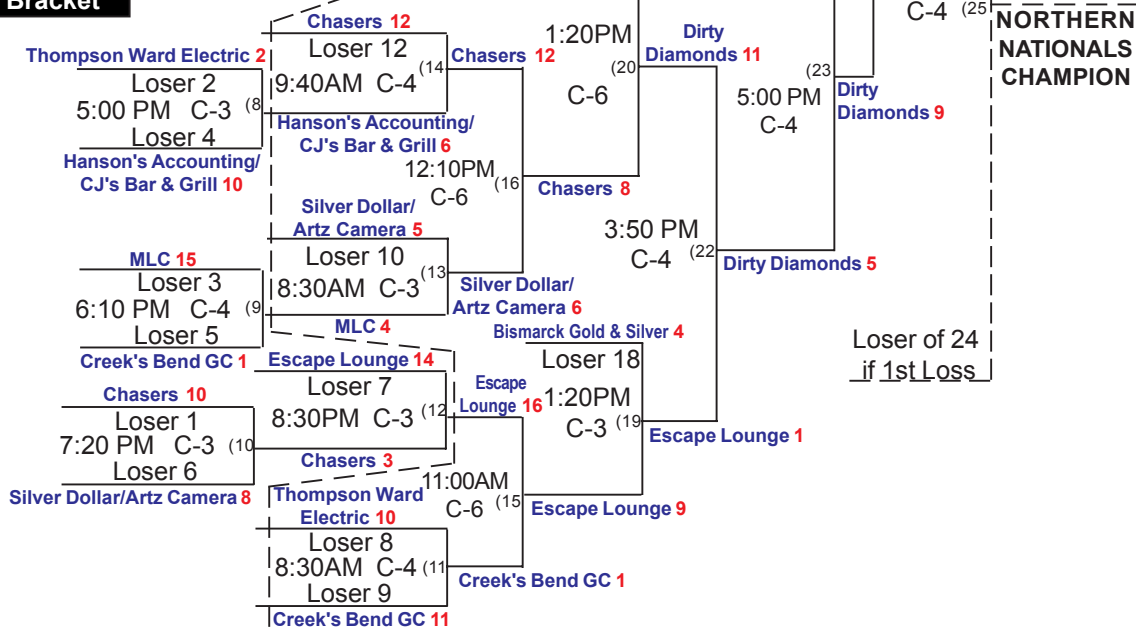 Bracket
C-4 (25
NORTHERN
NATIONALS
CHAMPION
Chasers 12
Thompson Ward Electric 2
Loser 12
9:40AM C-4 (14
Chasers 12
1:20PM
(20
C-6
Dirty
Diamonds 11
(23
5:00 PM
C-4
Dirty
Diamonds 9
Loser 2
5:00 PM C-3 (8
Loser 4
Hanson's Accounting/
CJ's Bar & Grill 6
Hanson's Accounting/
CJ's Bar & Grill 10
12:10PM
C-6 (16
Chasers 8
Silver Dollar/
Artz Camera 5
Loser 10
8:30AM C-3 (13
3:50 PM
C-4 (22
Dirty Diamonds 5
MLC 15
Loser 3
6:10 PM C-4 (9
Loser 5
Silver Dollar/
Artz Camera 6
MLC 4
Bismarck Gold & Silver 4
Creek's Bend GC 1
Escape Lounge 14
Loser 18
Loser of 24
if 1st Loss
Chasers 10
Loser 7
8:30PM C-3 (12
Escape
Lounge 16
1:20PM
C-3 (19
Escape Lounge 1
Loser 1
7:20 PM C-3 (10
Loser 6
Chasers 3
Silver Dollar/Artz Camera 8
Thompson Ward
Electric 10
11:00AM
C-6 (15
Escape Lounge 9
Loser 8
8:30AM C-4 (11
Loser 9
Creek's Bend GC 1
Creek's Bend GC 11